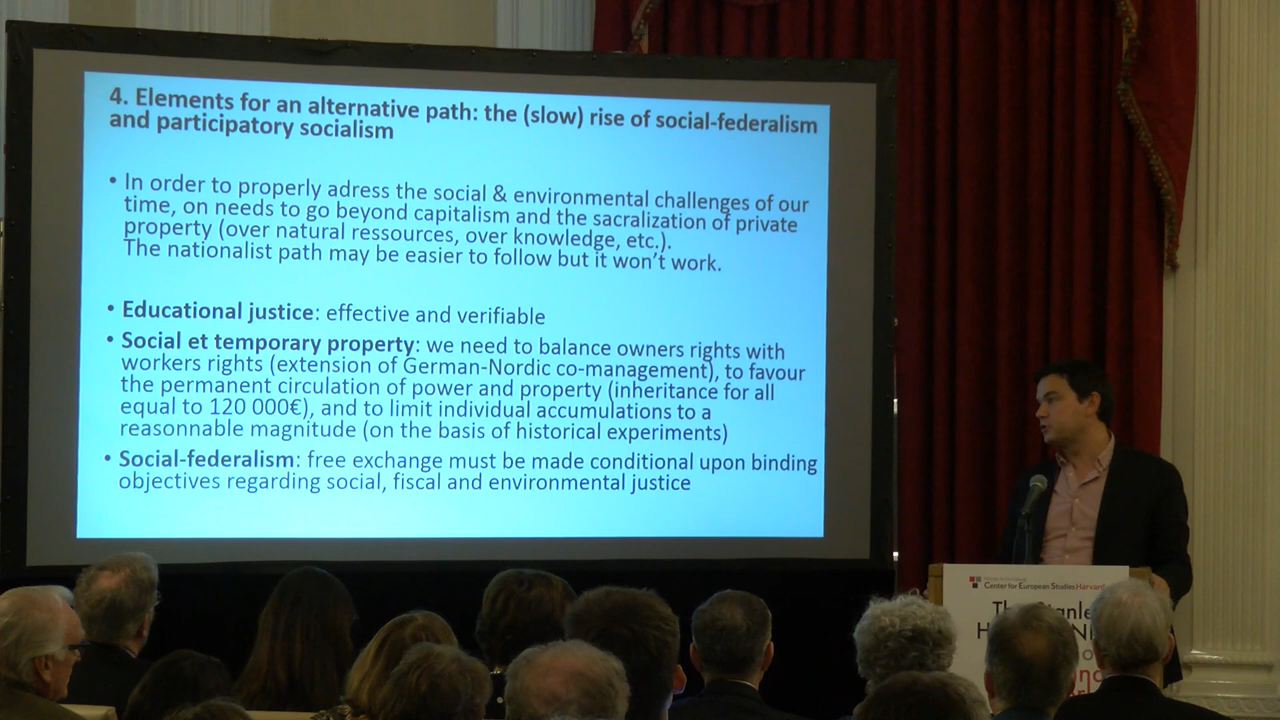 4. Elements for an alternative path: the (slow) rise of social-federalism
and participatory socialism
• In order to properly adress the social & environmental challenges of our
time, on needs to go beyond capitalism and the sacralization of private
property (over natural ressources, over knowledge, etc.).
The nationalist path may be easier to follow but it won't work.
• Educational justice: effective and verifiable
• Social et temporary property: we need to balance owners rights with
workers rights (extension of German-Nordic co-management), to favour
the permanent circulation of power and property (inheritance for all
equal to 120 000€), and to limit individual accumulations to a
reasonnable magnitude (on the basis of historical experiments)
• Social-federalism: free exchange must be made conditional upon binding
objectives regarding social, fiscal and environmental justice
Center for European Studies Harvard